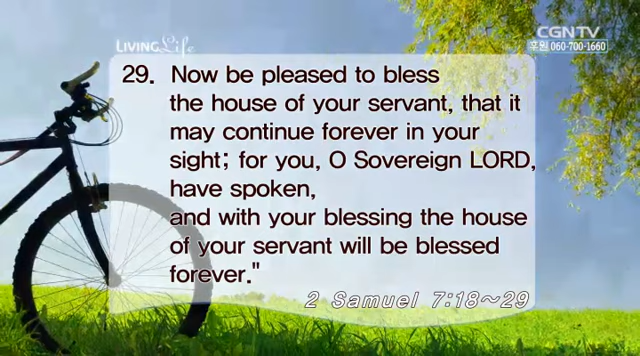 LIVING Life
CGNTV
후원 060-700-1660
29. Now be pleased to bless
the house of your servant, that it
may continue forever in your
sight; for you, O Sovereign LORD,
have spoken,
and with your blessing the house
of your servant will be blessed
forever."
2 Samuel 7:18~29